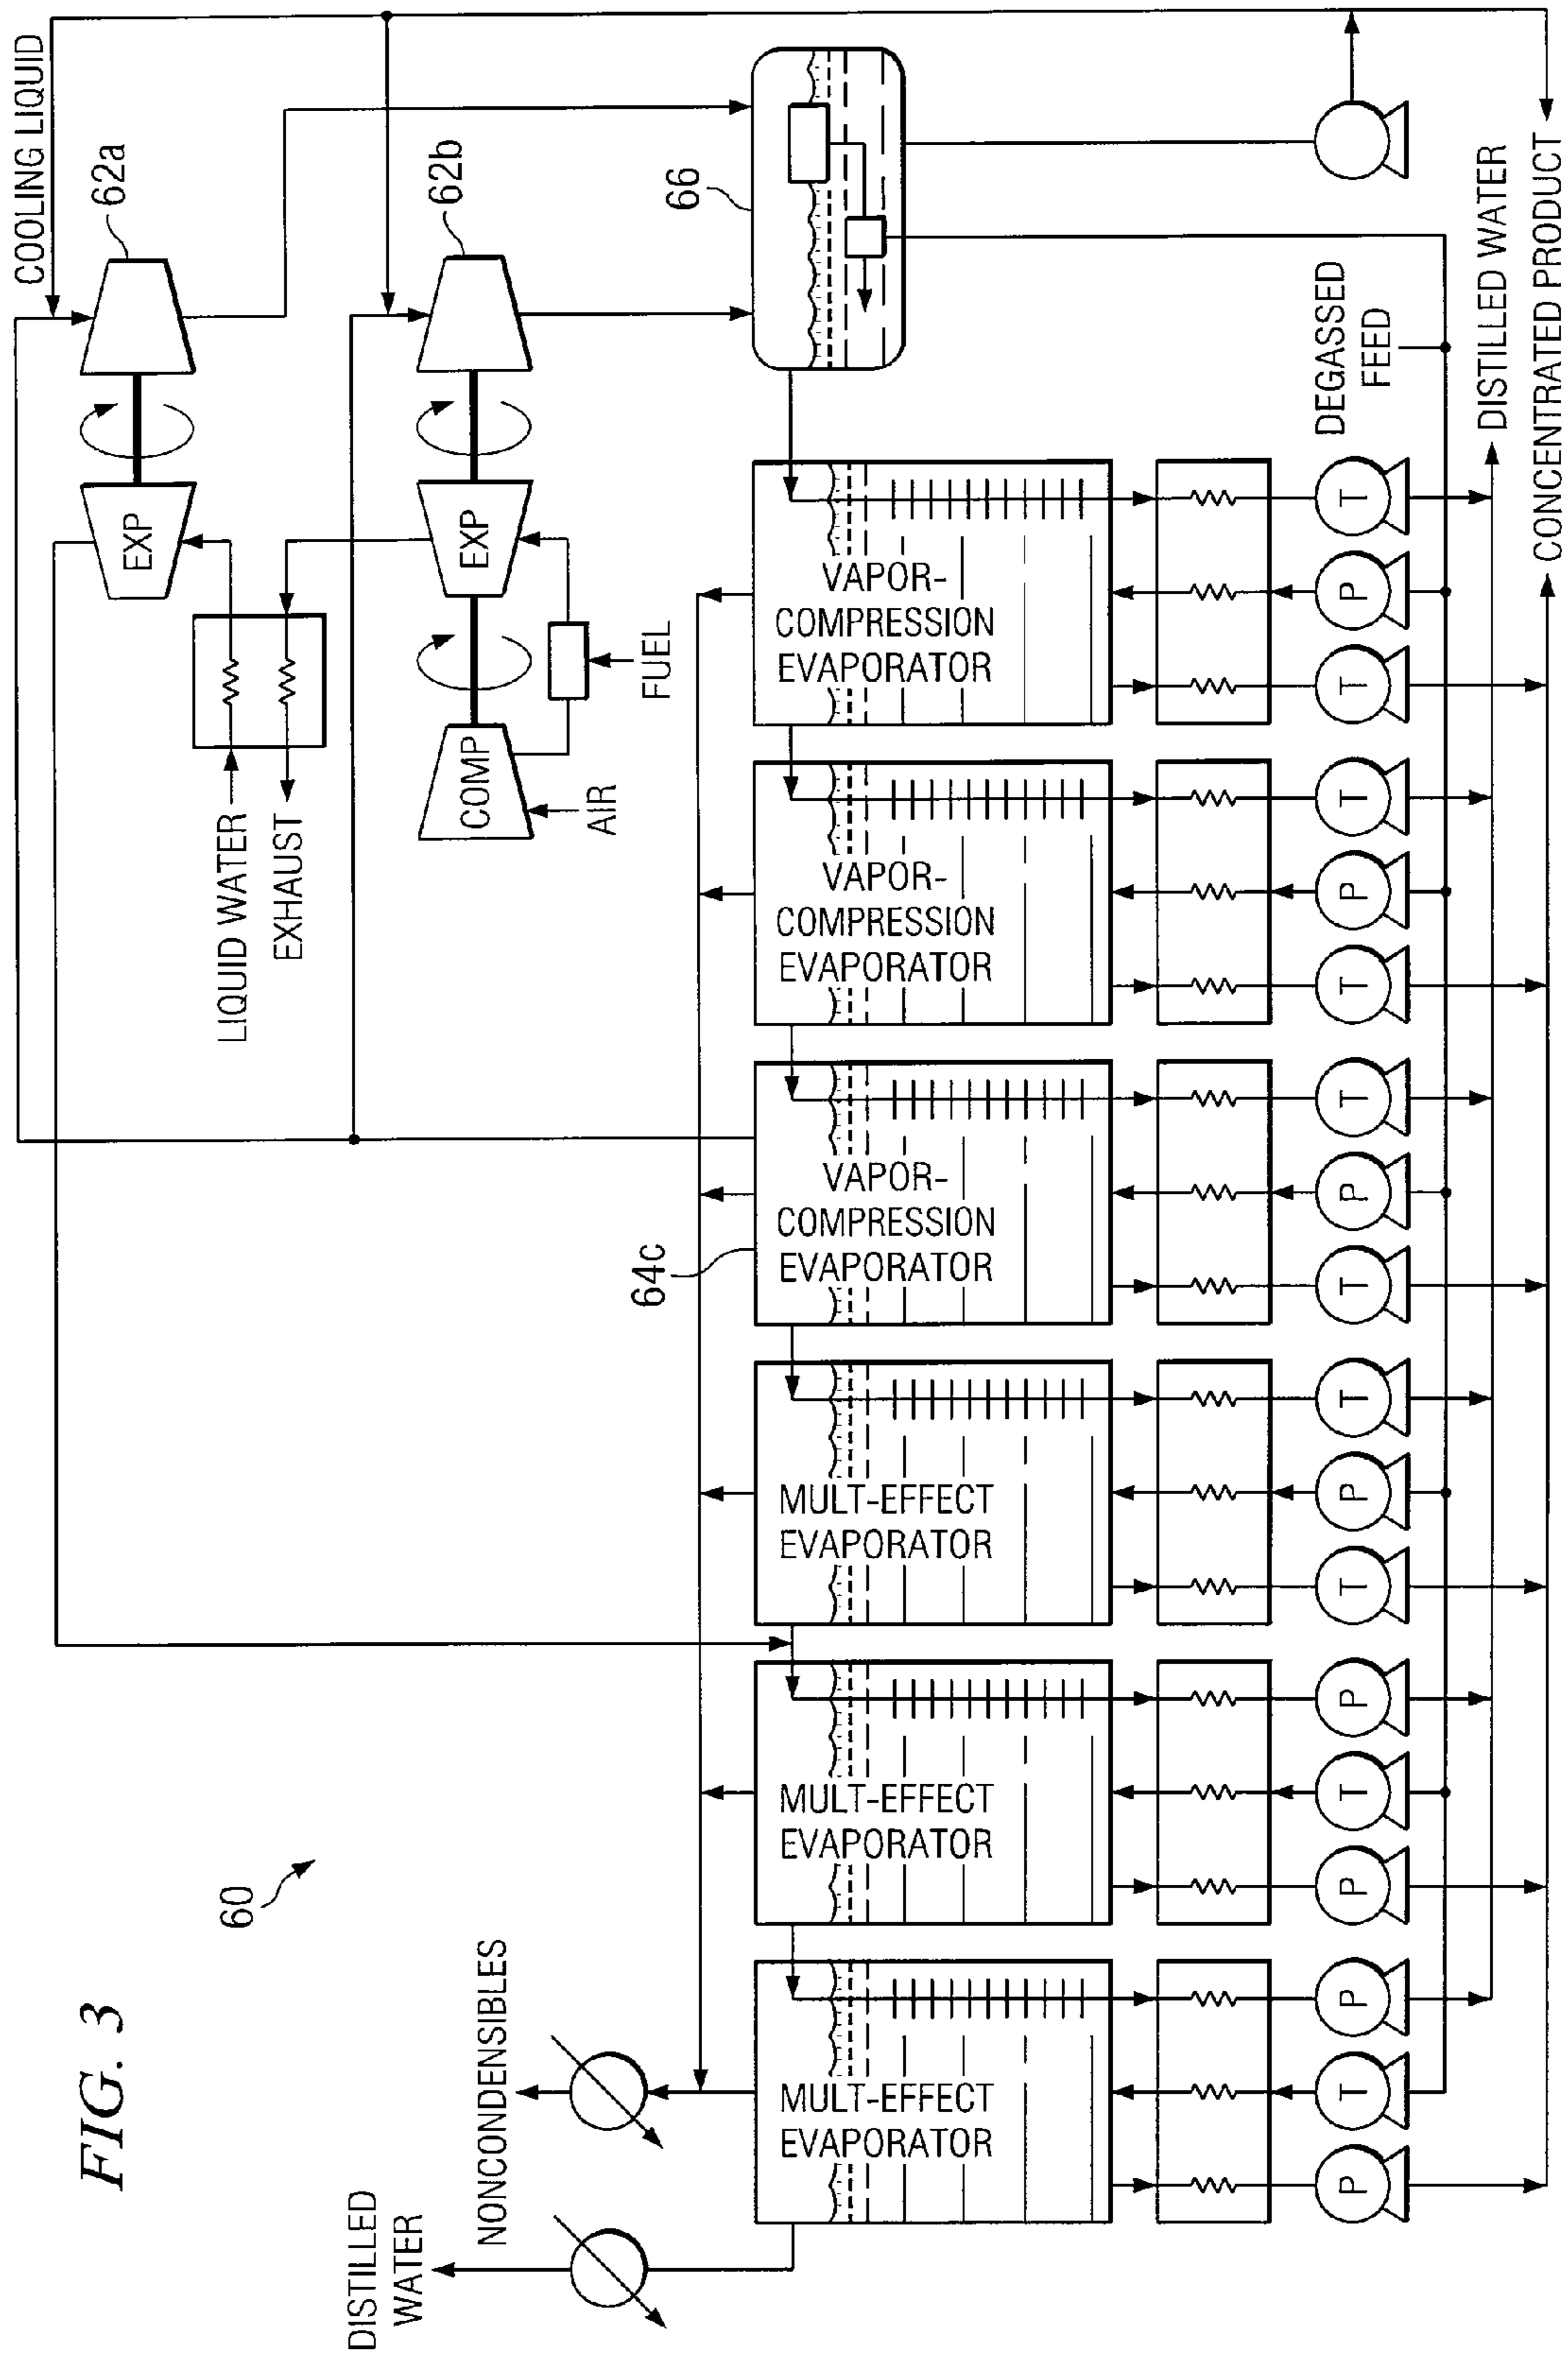 FIG. 3
60
COOLING LIQUID
62a
EXP
LIQUID WATER
EXHAUST
62b
EXP
COMP
FUEL
AIR
66
DISTILLED
WATER
NONCONDENSIBLES
64c
MULT-EFFECT
EVAPORATOR
MULT-EFFECT
EVAPORATOR
MULT-EFFECT
EVAPORATOR
VAPOR-
COMPRESSION
EVAPORATOR
VAPOR-
COMPRESSION
EVAPORATOR
VAPOR-
COMPRESSION
EVAPORATOR
P
T
P
P
T
P
T
P
T
T
P
T
T
P
T
T
P
T
DEGASSED
FEED
DISTILLED WATER
CONCENTRATED PRODUCT